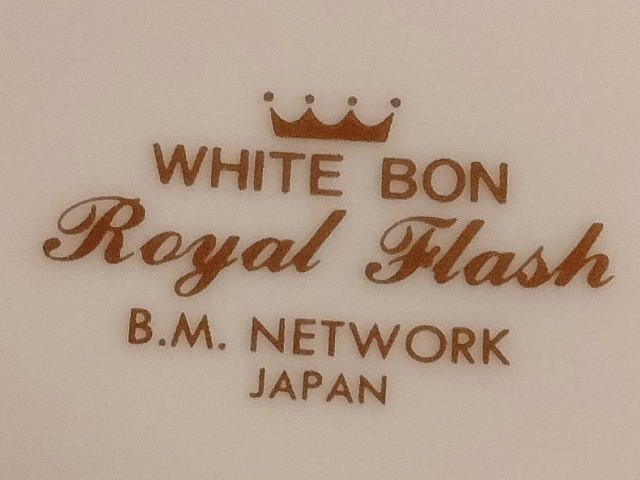 WHITE BON
Royal Flash
B.M. NETWORK
JAPAN